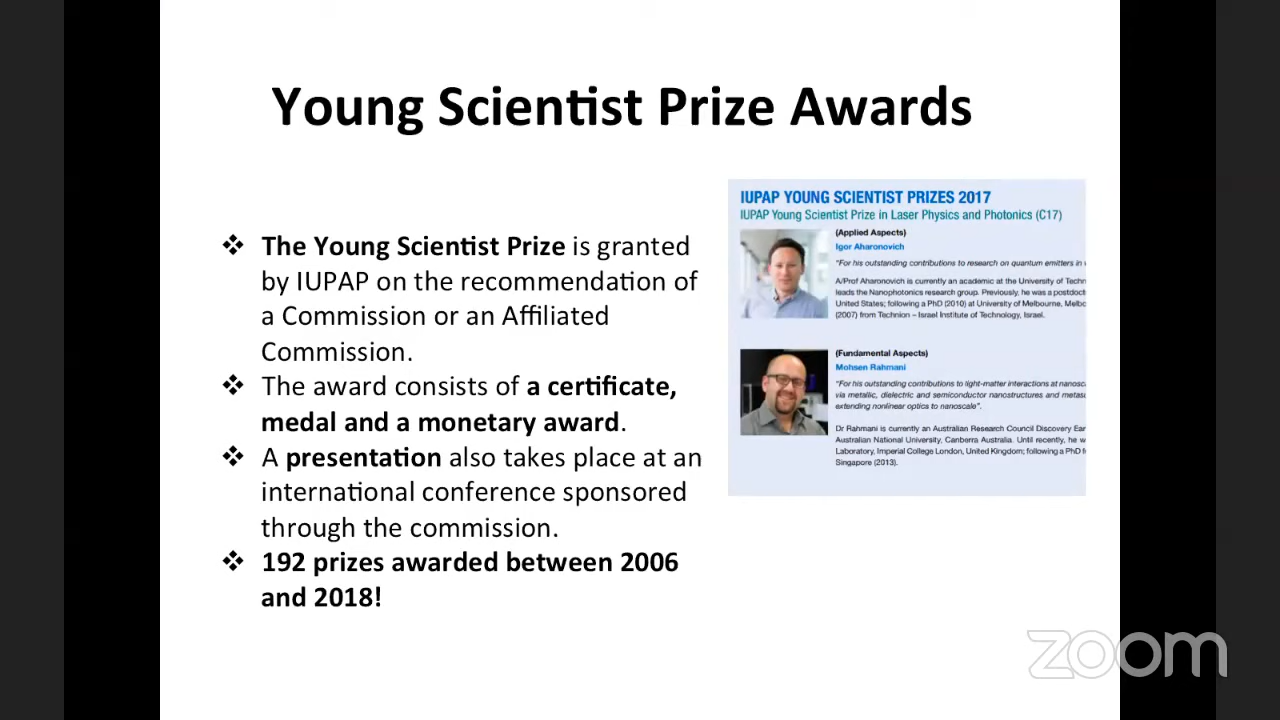 Young Scientist Prize Awards
❖ The Young Scientist Prize is granted
by IUPAP on the recommendation of
a Commission or an Affiliated
Commission.
❖ The award consists of a certificate,
medal and a monetary award.
❖ A presentation also takes place at an
international conference sponsored
through the commission.
❖ 192 prizes awarded between 2006
and 2018!
IUPAP YOUNG SCIENTIST PRIZES 2017
IUPAP Young Scientist Prize in Laser Physics and Photonics (C17)
(Applied Aspects)
Igor Aharonovich
"For his outstanding contributions to research on quantum emitters in
A/Prof Aharonovich is currently an academic at the University of Techn
leads the Nanophotonics research group. Previously, he was a postdoct
United States; following a PhD (2010) at University of Melbourne, Melbo
(2007) from Technion – Israel Institute of Technology, Israel.
(Fundamental Aspects)
Mohsen Rahmani
"For his outstanding contributions to light-matter interactions at nanosca
via metallic, dielectric and semiconductor nanostructures and metasu
extending nonlinear optics to nanoscale".
Dr Rahmani is currently an Australian Research Council Discovery Ear
Australian National University, Canberra Australia. Until recently, he w
Laboratory, Imperial College London, United Kingdom; following a PhD f
Singapore (2013).
zoom